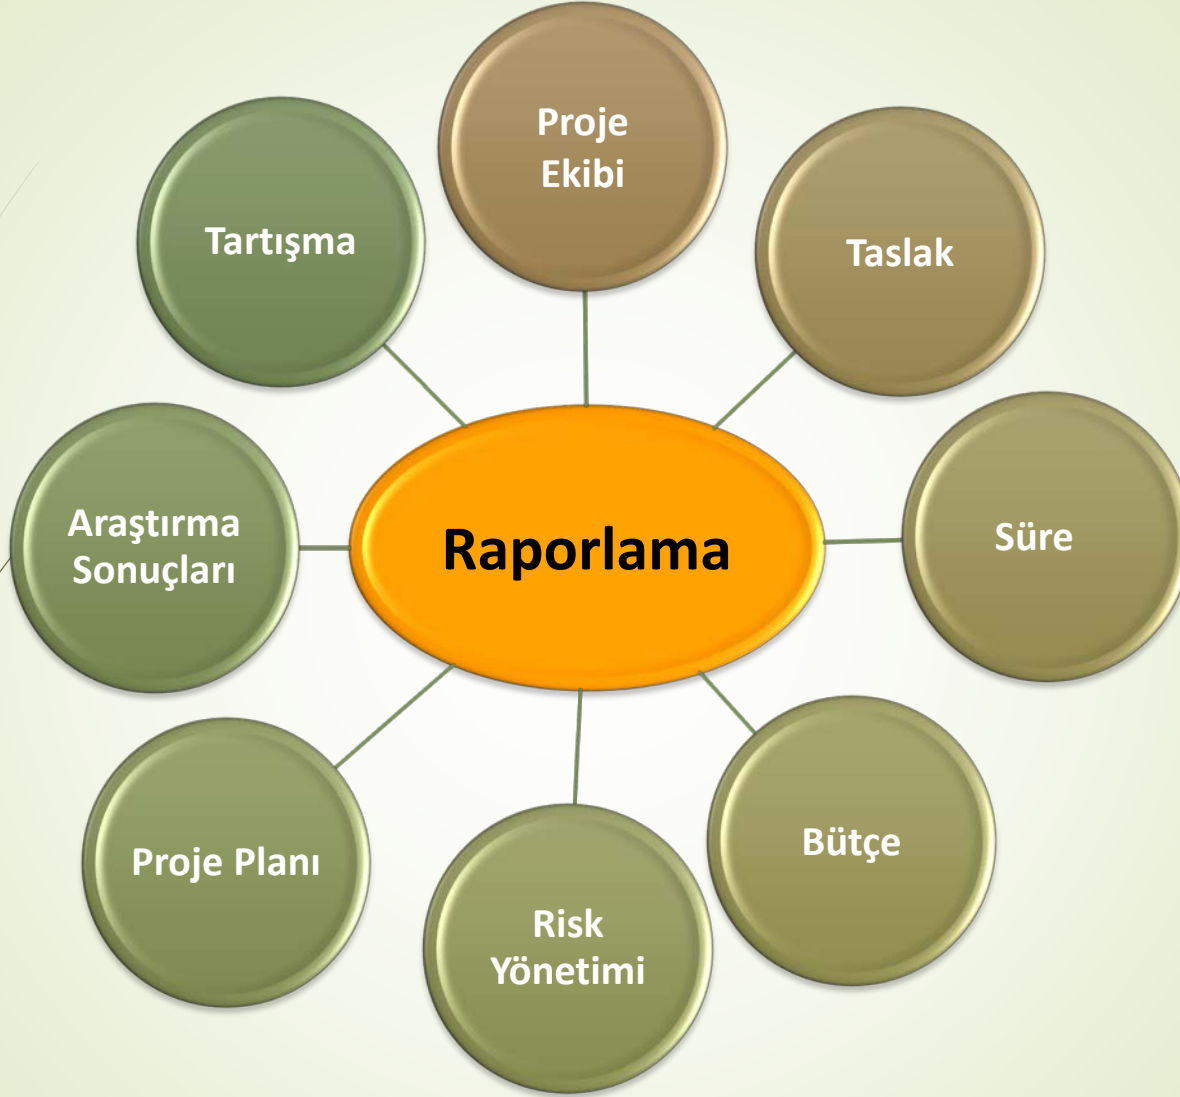 Proje
Ekibi
Taslak
Süre
Bütçe
Risk
Yönetimi
Proje Planı
Araştırma
Sonuçları
Tartışma
Raporlama